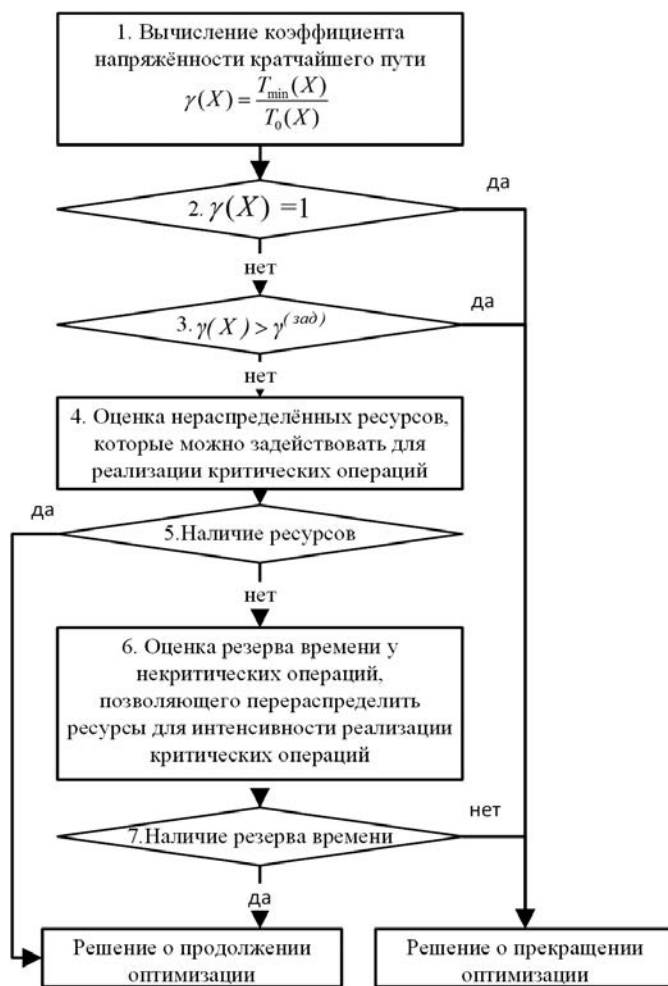 1. Вычисление коэффициента
напряжённости кратчайшего пути
γ(X) = T_min(X) / T_0(X)
да
2. γ(X) = 1
нет
да
3. γ(X) > γ^(зад)
нет
4. Оценка нераспределённых ресурсов,
которые можно задействовать для
реализации критических операций
да
5.Наличие ресурсов
нет
6. Оценка резерва времени у
некритических операций,
позволяющего перераспределить
ресурсы для интенсивности реализации
критических операций
нет
7.Наличие резерва времени
да
Решение о продолжении
оптимизации
Решение о прекращении
оптимизации